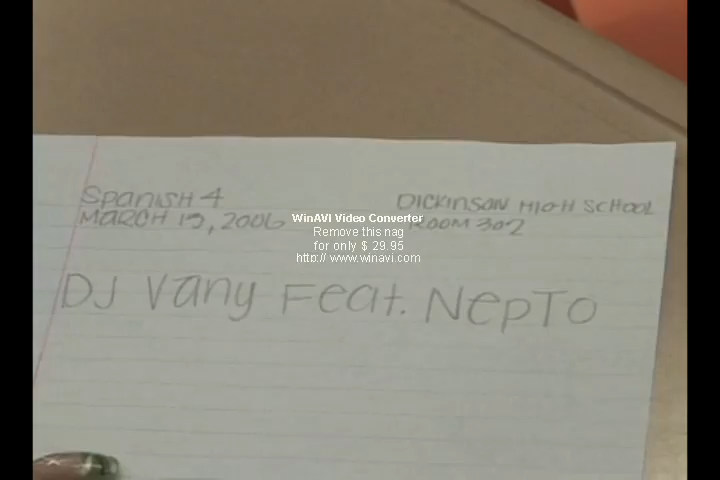 Spanish 4
MARCH 15, 2006
DICKINSON HIGH SCHOOL
ROOM 302
WinAVI Video Converter
Remove this nag
for only $ 29.95
http:// www.winavi.com
DJ Vany Feat. NepTo